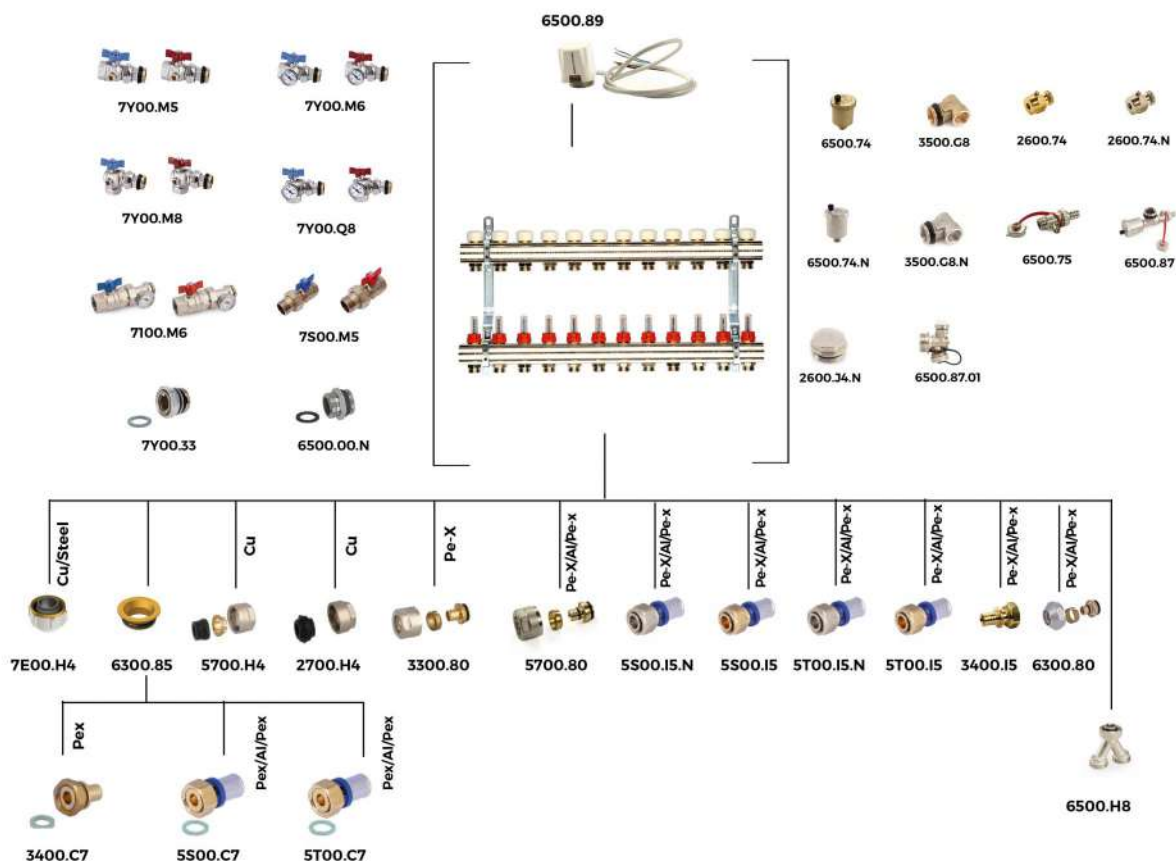 6500.89
7Y00.M5
7Y00.M6
6500.74
3500.G8
2600.74
2600.74.N
7Y00.M8
7Y00.Q8
6500.74.N
3500.G8.N
6500.75
6500.87
7100.M6
7S00.M5
2600.J4.N
6500.87.01
7Y00.33
6500.00.N
Cu/Steel
Cu
Cu
Pe-X
Pe-X/Al/Pe-x
Pe-X/Al/Pe-x
Pe-X/Al/Pe-x
Pe-X/Al/Pe-x
Pe-X/Al/Pe-x
Pe-X/Al/Pe-x
Pe-X/Al/Pe-x
7E00.H4
6300.85
5700.H4
2700.H4
3300.80
5700.80
5S00.I5.N
5S00.I5
5T00.I5.N
5T00.I5
3400.I5
6300.80
Pex
Pex/Al/Pex
Pex/Al/Pex
6500.H8
3400.C7
5S00.C7
5T00.C7